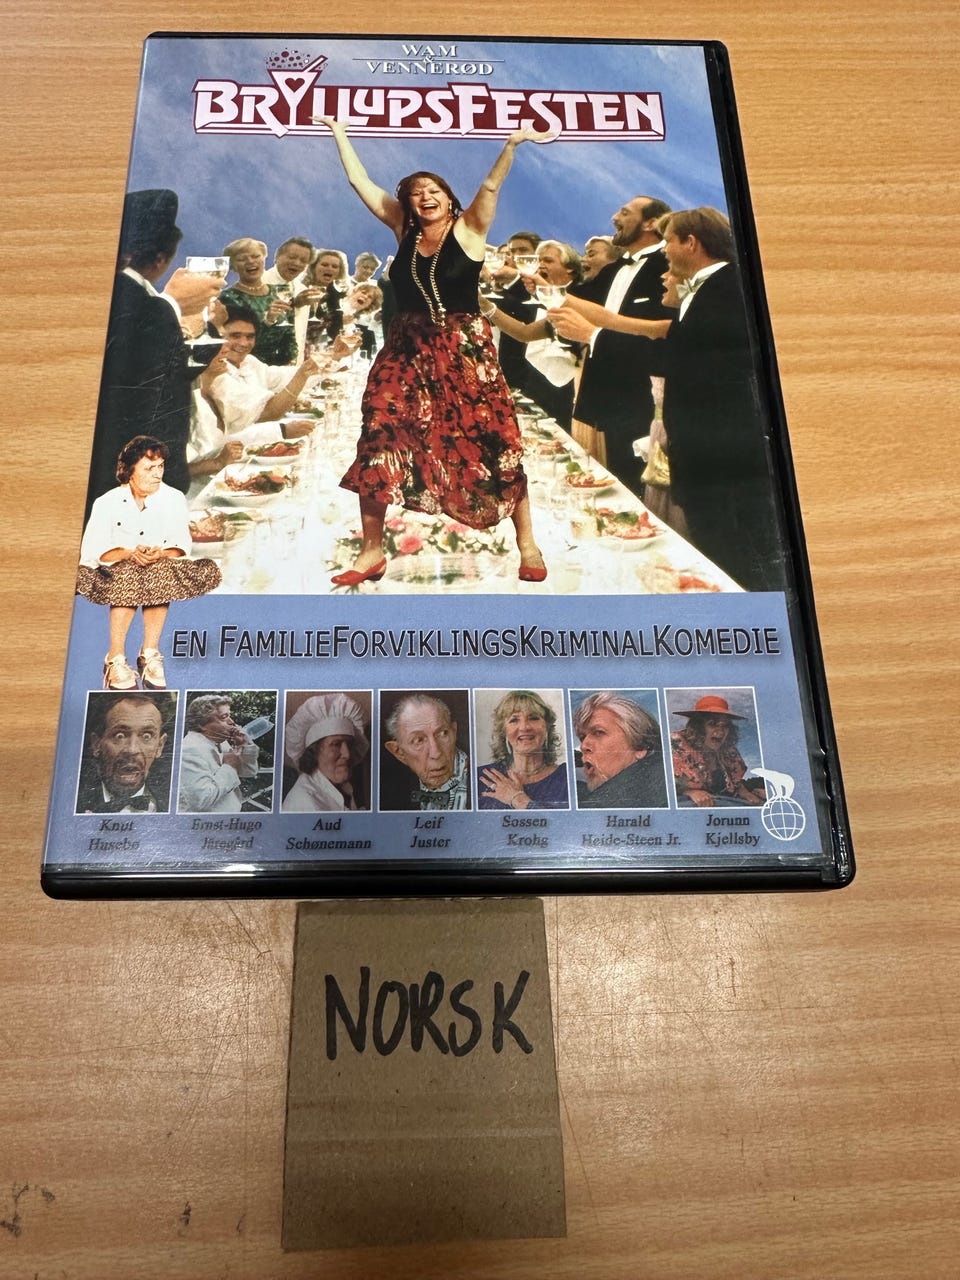 WAM
&
VENNERØD
BRYLLUPSFESTEN
EN FAMILIEFORVIKLINGSKRIMINALKOMEDIE
Knut
Husebø
Ernst-Hugo
Järegård
Aud
Schønemann
Leif
Juster
Sossen
Krohg
Harald
Heide-Steen Jr.
Jorunn
Kjellsby
NORSK